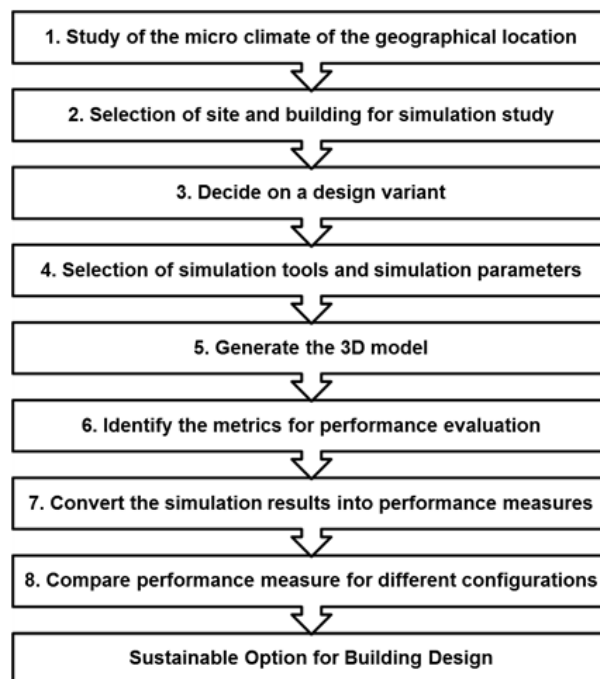 1. Study of the micro climate of the geographical location
2. Selection of site and building for simulation study
3. Decide on a design variant
4. Selection of simulation tools and simulation parameters
5. Generate the 3D model
6. Identify the metrics for performance evaluation
7. Convert the simulation results into performance measures
8. Compare performance measure for different configurations
Sustainable Option for Building Design